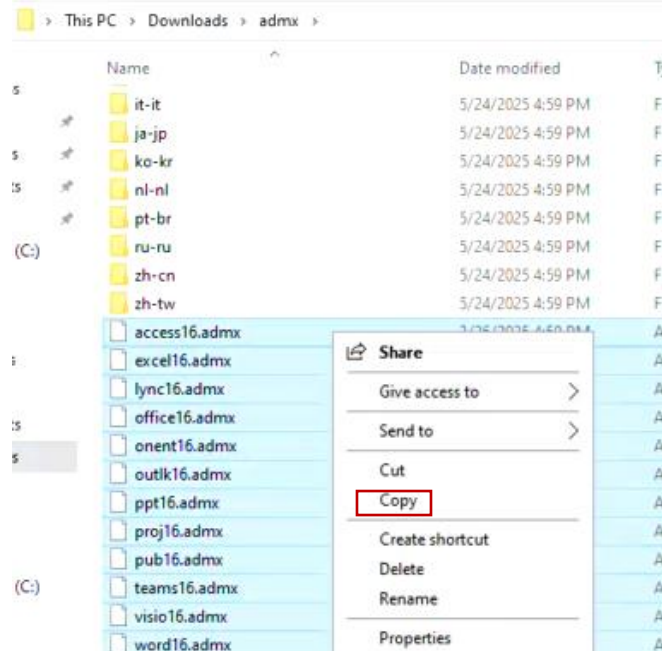 This PC > Downloads > admx >
Name Date modified
it-it 5/24/2025 4:59 PM F
ja-jp 5/24/2025 4:59 PM F
ko-kr 5/24/2025 4:59 PM F
nl-nl 5/24/2025 4:59 PM F
pt-br 5/24/2025 4:59 PM F
(C:) ru-ru 5/24/2025 4:59 PM F
zh-cn 5/24/2025 4:59 PM F
zh-tw 5/24/2025 4:59 PM F
access16.admx
excel16.admx
lync16.admx
office16.admx
onent16.admx
outlk16.admx
ppt16.admx
proj16.admx
pub16.admx
(C:) teams16.admx
visio16.admx
word16.admx
Share
Give access to
Send to
Cut
Copy
Create shortcut
Delete
Rename
Properties